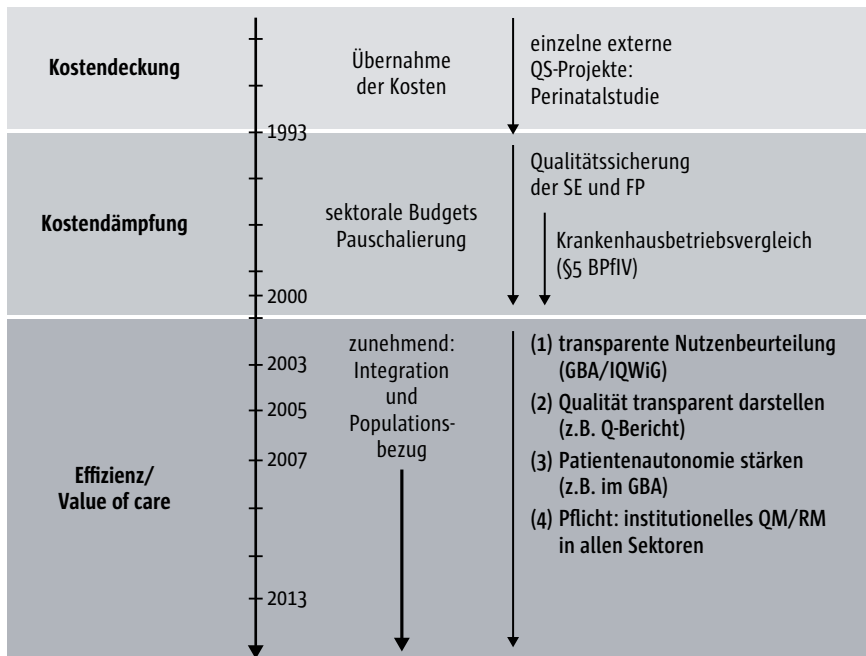 Kostendeckung
Übernahme
der Kosten
einzelne externe
QS-Projekte:
Perinatalstudie
1993
Kostendämpfung
sektorale Budgets
Pauschalierung
Qualitätssicherung
der SE und FP
Krankenhausbetriebsvergleich
(§5 BPflV)
2000
Effizienz/
Value of care
2003
2005
2007
2013
zunehmend:
Integration
und
Populations-
bezug
(1) transparente Nutzenbeurteilung
(GBA/IQWiG)
(2) Qualität transparent darstellen
(z.B. Q-Bericht)
(3) Patientenautonomie stärken
(z.B. im GBA)
(4) Pflicht: institutionelles QM/RM
in allen Sektoren